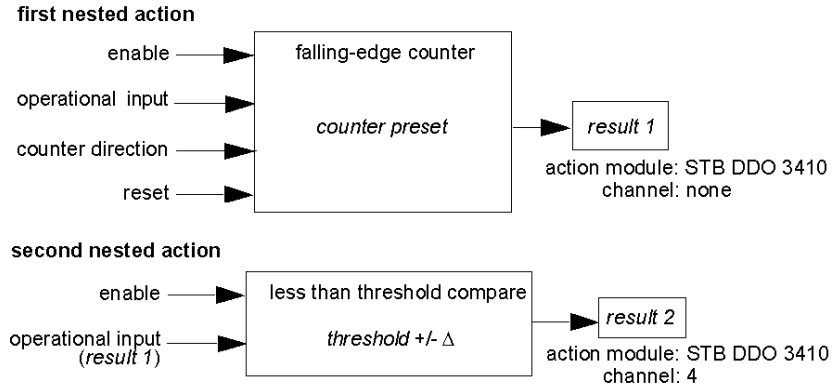 first nested action
enable
falling-edge counter
operational input
counter preset
result 1
counter direction
action module: STB DDO 3410
channel: none
reset
second nested action
enable
less than threshold compare
operational input
(result 1)
threshold +/- Δ
result 2
action module: STB DDO 3410
channel: 4